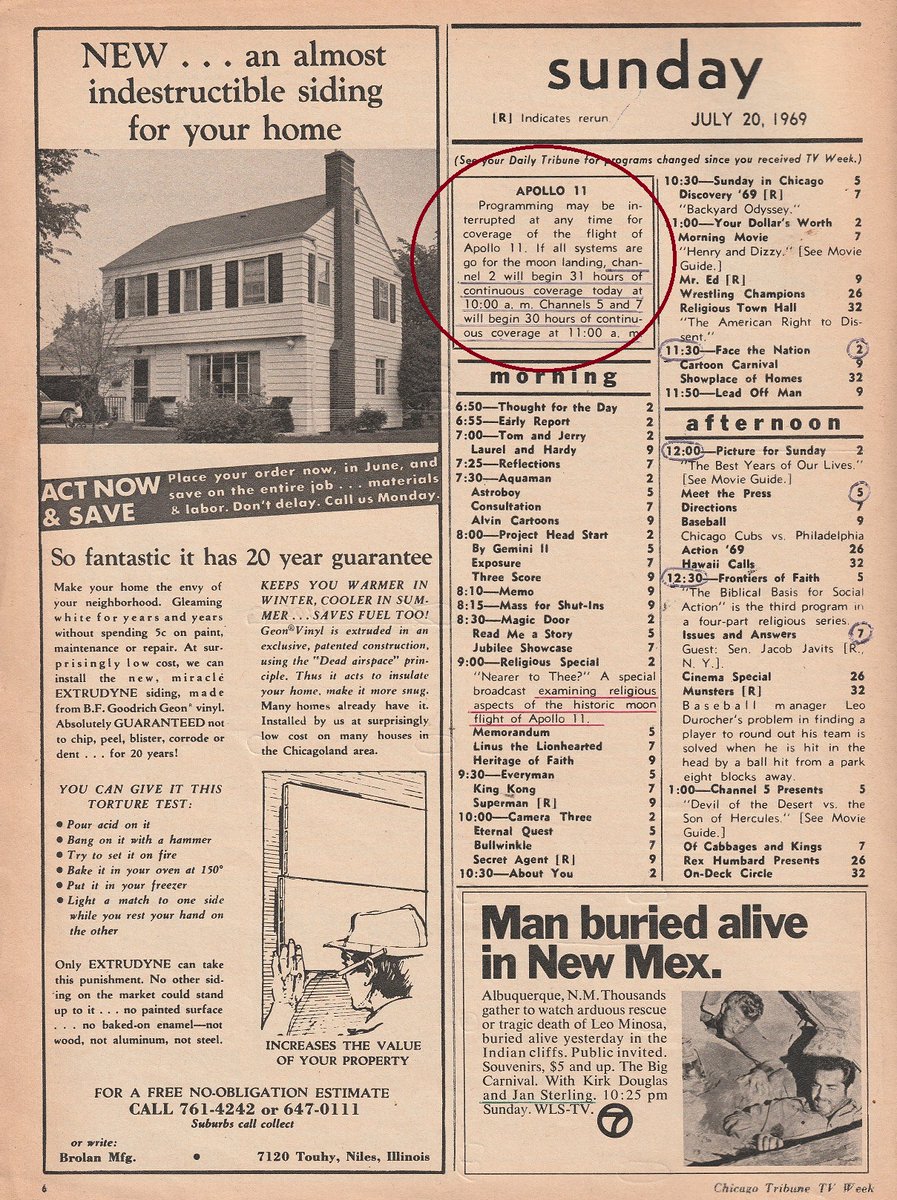 NEW . . . an almost
indestructible siding
for your home
ACT NOW
& SAVE
Place your order now, in June, and
save on the entire job . . . materials
& labor. Don't delay. Call us Monday.
So fantastic it has 20 year guarantee
Make your home the envy of
your neighborhood. Gleaming
white for years and years
without spending 5c on paint,
maintenance or repair. At sur-
prisingly low cost, we can
install the new, miracle
EXTRUDYNE siding, made
from B.F. Goodrich Geon® vinyl.
Absolutely GUARANTEED not
to chip, peel, blister, corrode or
dent . . . for 20 years!
YOU CAN GIVE IT THIS
TORTURE TEST:
• Pour acid on it
• Bang on it with a hammer
• Try to set it on fire
• Bake it in your oven at 150°
• Put it in your freezer
• Light a match to one side
while you rest your hand on
the other
Only EXTRUDYNE can take
this punishment. No other sid-
ing on the market could stand
up to it . . . no painted surface
. . . no baked-on enamel—not
wood, not aluminum, not steel.
KEEPS YOU WARMER IN
WINTER, COOLER IN SUM-
MER . . . SAVES FUEL TOO!
Geon® Vinyl is extruded in an
exclusive, patented construction,
using the "Dead airspace" prin-
ciple. Thus it acts to insulate
your home, make it more snug.
Many homes already have it.
Installed by us at surprisingly
low cost on many houses in
the Chicagoland area.
INCREASES THE VALUE
OF YOUR PROPERTY
FOR A FREE NO-OBLIGATION ESTIMATE
CALL 761-4242 or 647-0111
Suburbs call collect
or write:
Brolan Mfg. • 7120 Touhy, Niles, Illinois
6
sunday
[R] Indicates rerun. JULY 20, 1969
(See your Daily Tribune for programs changed since you received TV Week.)
APOLLO 11
Programming may be in-
terrupted at any time for
coverage of the flight of
Apollo 11. If all systems are
go for the moon landing, chan-
nel 2 will begin 31 hours of
continuous coverage today at
10:00 a. m. Channels 5 and 7
will begin 30 hours of continu-
ous coverage at 11:00 a. m
morning
6:50—Thought for the Day 2
6:55—Early Report 2
7:00—Tom and Jerry 2
Laurel and Hardy 9
7:25—Reflections 7
7:30—Aquaman 2
Astroboy 5
Consultation 7
Alvin Cartoons 9
8:00—Project Head Start 2
By Gemini II 5
Exposure 7
Three Score 9
8:10—Memo 9
8:15—Mass for Shut-Ins 9
8:30—Magic Door 2
Read Me a Story 5
Jubilee Showcase 7
9:00—Religious Special 2
"Nearer to Thee?" A special
broadcast examining religious
aspects of the historic moon
flight of Apollo 11.
Memorandum 5
Linus the Lionhearted 7
Heritage of Faith 9
9:30—Everyman 5
King Kong 7
Superman [R] 9
10:00—Camera Three 2
Eternal Quest 5
Bullwinkle 7
Secret Agent [R] 9
10:30—About You 2
10:30—Sunday in Chicago 5
Discovery '69 [R] 7
"Backyard Odyssey."
1:00—Your Dollar's Worth 2
Morning Movie 7
"Henry and Dizzy." [See Movie
Guide.]
Mr. Ed [R] 9
Wrestling Champions 26
Religious Town Hall 32
"The American Right to Dis-
sent."
11:30—Face the Nation 2
Cartoon Carnival 9
Showplace of Homes 32
11:50—Lead Off Man 9
afternoon
12:00—Picture for Sunday 2
"The Best Years of Our Lives."
[See Movie Guide.]
Meet the Press 5
Directions 7
Baseball 9
Chicago Cubs vs. Philadelphia
Action '69 26
Hawaii Calls 32
12:30—Frontiers of Faith 5
"The Biblical Basis for Social
Action" is the third program in
a four-part religious series.
Issues and Answers 7
Guest: Sen. Jacob Javits [R.,
N. Y.].
Cinema Special 26
Munsters [R] 32
Baseball manager Leo
Durocher's problem in finding a
player to round out his team is
solved when he is hit in the
head by a ball hit from a park
eight blocks away.
1:00—Channel 5 Presents 5
"Devil of the Desert vs. the
Son of Hercules." [See Movie
Guide.]
Of Cabbages and Kings 7
Rex Humbard Presents 26
On-Deck Circle 32
Man buried alive
in New Mex.
Albuquerque, N.M. Thousands
gather to watch arduous rescue
or tragic death of Leo Minosa,
buried alive yesterday in the
Indian cliffs. Public invited.
Souvenirs, $5 and up. The Big
Carnival. With Kirk Douglas
and Jan Sterling. 10:25 pm
Sunday. WLS-TV. 7
Chicago Tribune TV Week